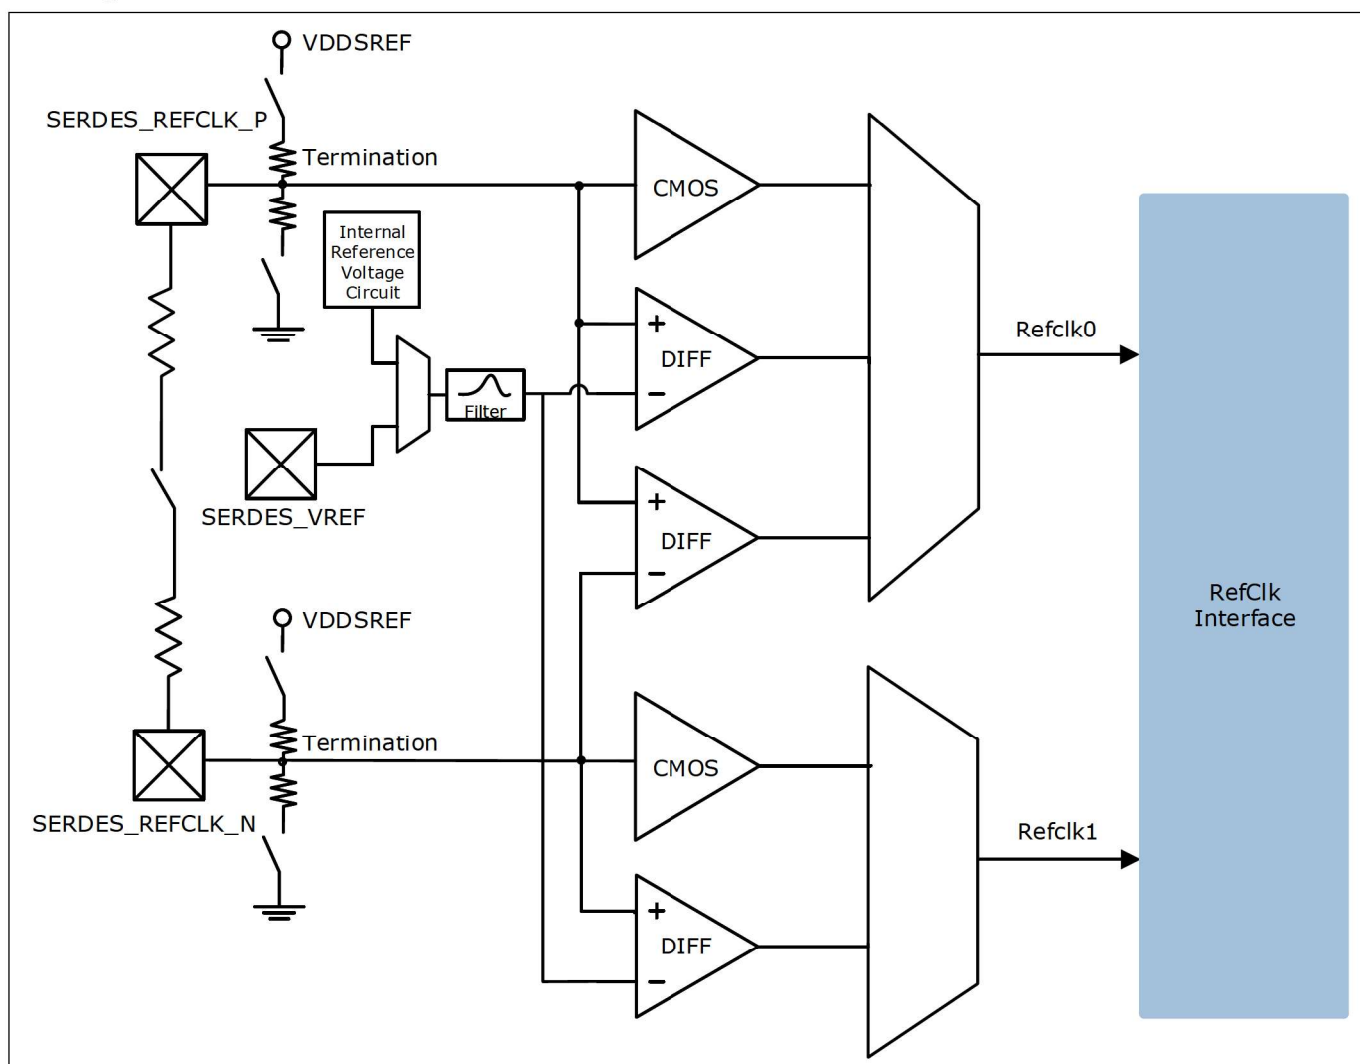 VDDSREF
SERDES_REFCLK_P
Termination
CMOS
Internal
Reference
Voltage
Circuit
+
DIFF
−
Refclk0
Filter
SERDES_VREF
+
DIFF
−
RefClk
Interface
VDDSREF
Termination
CMOS
SERDES_REFCLK_N
Refclk1
+
DIFF
−